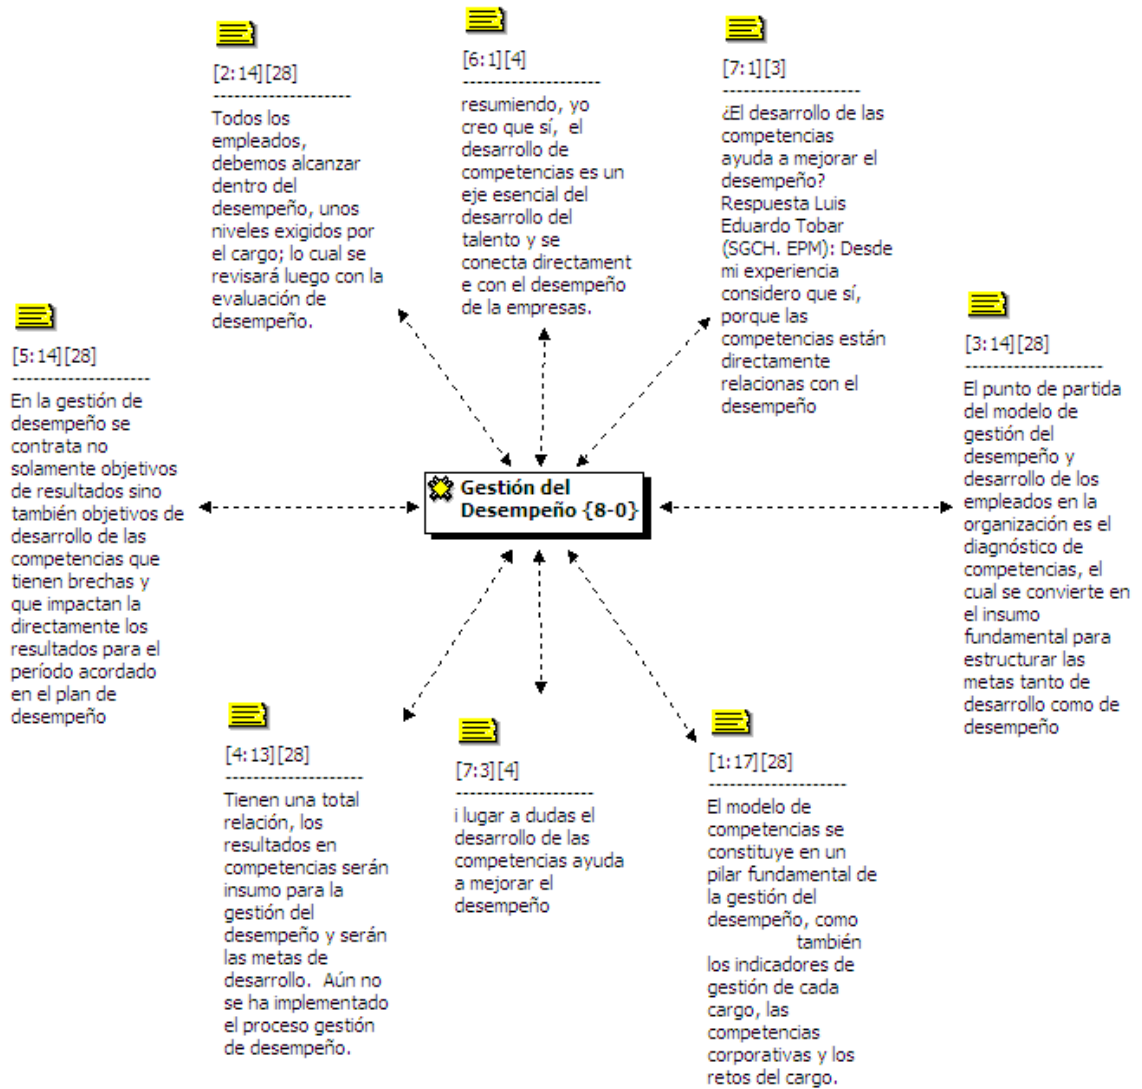 [2:14][28]
--------------------
Todos los
empleados,
debemos alcanzar
dentro del
desempeño, unos
niveles exigidos por
el cargo; lo cual se
revisará luego con la
evaluación de
desempeño.
[6:1][4]
--------------------
resumiendo, yo
creo que sí,  el
desarrollo de
competencias es un
eje esencial del
desarrollo del
talento y se
conecta directament
e con el desempeño
de la empresas.
[7:1][3]
--------------------
¿El desarrollo de las
competencias
ayuda a mejorar el
desempeño?
Respuesta Luis
Eduardo Tobar
(SGCH. EPM): Desde
mi experiencia
considero que sí,
porque las
competencias están
directamente
relacionas con el
desempeño
[5:14][28]
--------------------
En la gestión de
desempeño se
contrata no
solamente objetivos
de resultados sino
también objetivos de
desarrollo de las
competencias que
tienen brechas y
que impactan la
directamente los
resultados para el
período acordado
en el plan de
desempeño
Gestión del
Desempeño {8-0}
[3:14][28]
--------------------
El punto de partida
del modelo de
gestión del
desempeño y
desarrollo de los
empleados en la
organización es el
diagnóstico de
competencias, el
cual se convierte en
el insumo
fundamental para
estructurar las
metas tanto de
desarrollo como de
desempeño
[4:13][28]
--------------------
Tienen una total
relación, los
resultados en
competencias serán
insumo para la
gestión del
desempeño y serán
las metas de
desarrollo.  Aún no
se ha implementado
el proceso gestión
de desempeño.
[7:3][4]
--------------------
i lugar a dudas el
desarrollo de las
competencias ayuda
a mejorar el
desempeño
[1:17][28]
--------------------
El modelo de
competencias se
constituye en un
pilar fundamental de
la gestión del
desempeño, como
también
los indicadores de
gestión de cada
cargo, las
competencias
corporativas y los
retos del cargo.